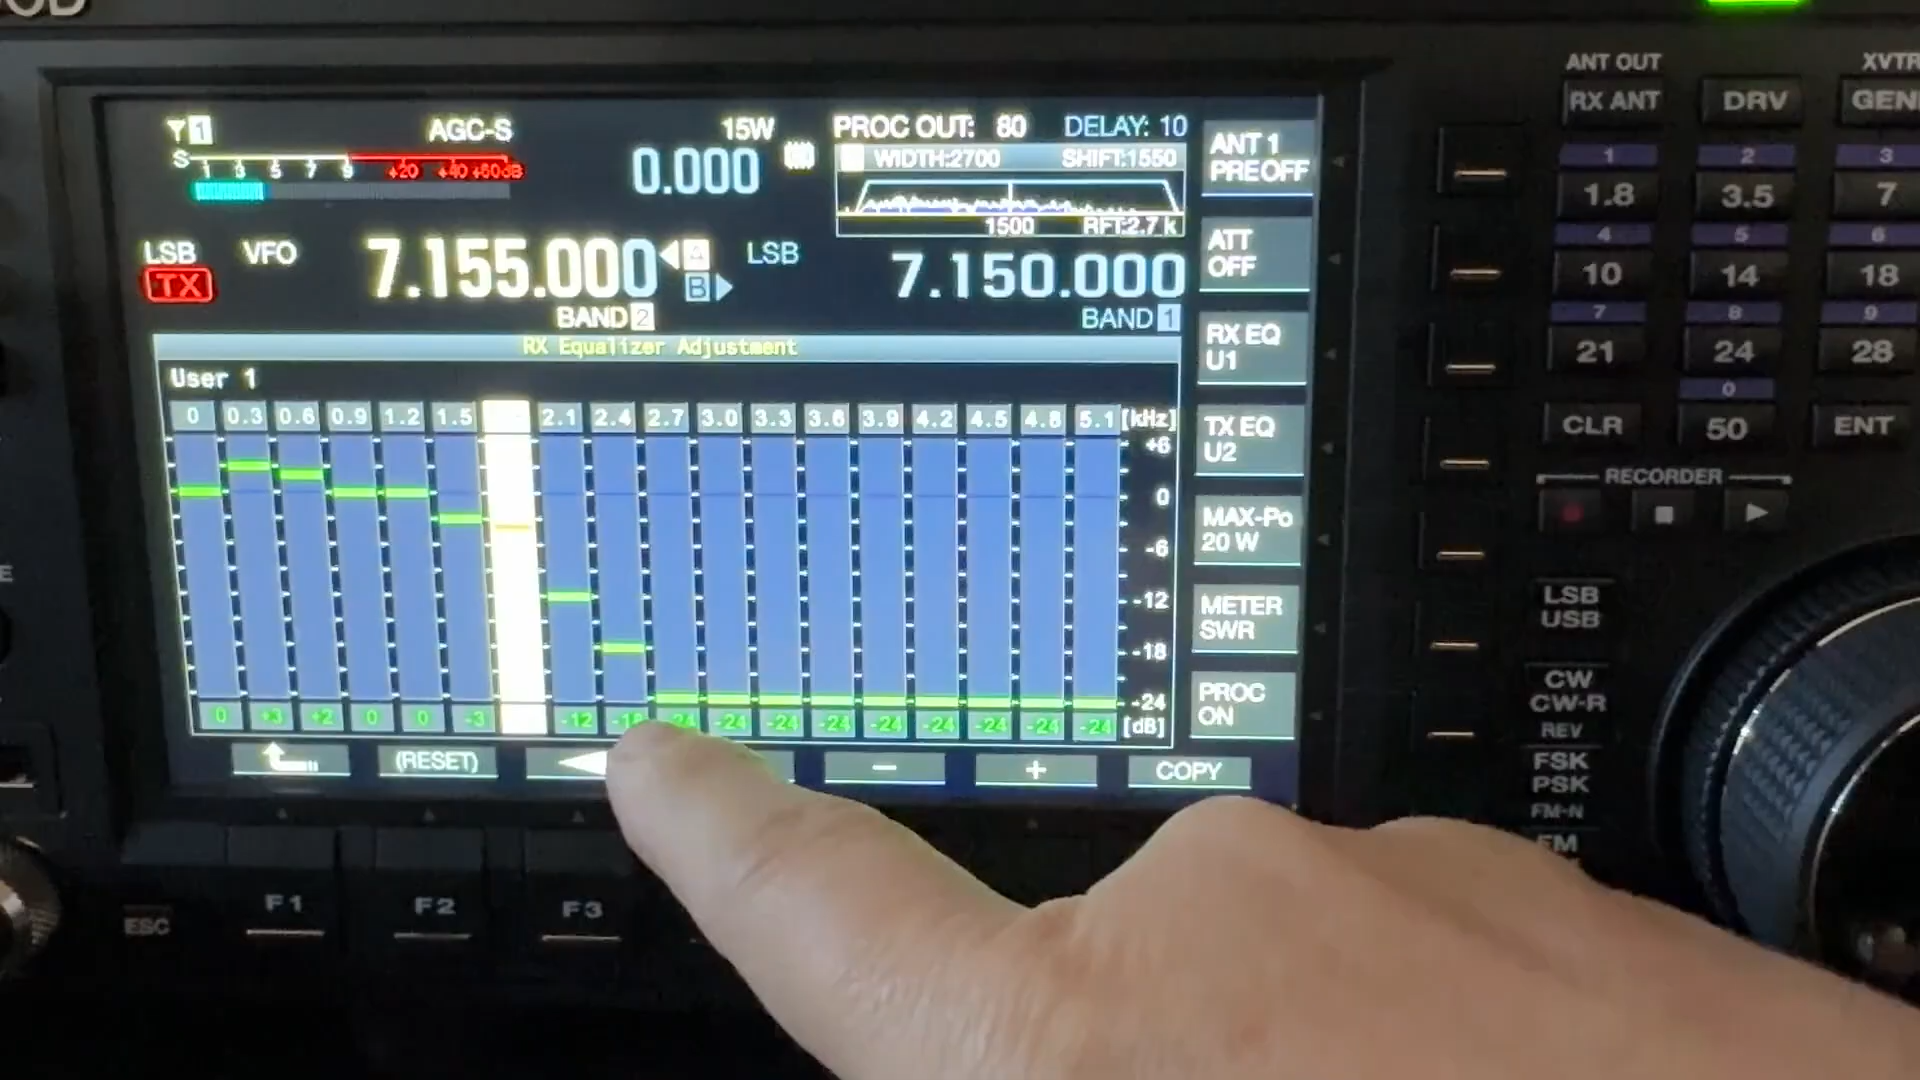 ANT OUT XVTR
RX ANT DRV GEN
1 AGC-S 15W PROC OUT: 80 DELAY: 10 ANT 1
S 1 3 5 7 9 +20 +40 +60dB 0.000 WIDTH:2700 SHIFT:1550 PREOFF
1500 RFT:2.7 k
LSB VFO 7.155.000 A LSB 7.150.000 ATT
TX B OFF
BAND 2 BAND 1
RX Equalizer Adjustment
RX EQ
U1
User 1
0 0.3 0.6 0.9 1.2 1.5 2.1 2.4 2.7 3.0 3.3 3.6 3.9 4.2 4.5 4.8 5.1 [kHz]
+6
0
-6
-12
-18
-24
0 +3 +2 0 0 -3 -12 -18 -24 -24 -24 -24 -24 -24 -24 -24 -24 [dB]
TX EQ
U2
MAX-Po
20 W
METER
SWR
PROC
ON
(RESET) − + COPY
F1 F2 F3
ESC
1 2 3
1.8 3.5 7
4 5 6
10 14 18
7 8 9
21 24 28
0
CLR 50 ENT
RECORDER
LSB
USB
CW
CW-R
REV
FSK
PSK
FM-N
FM